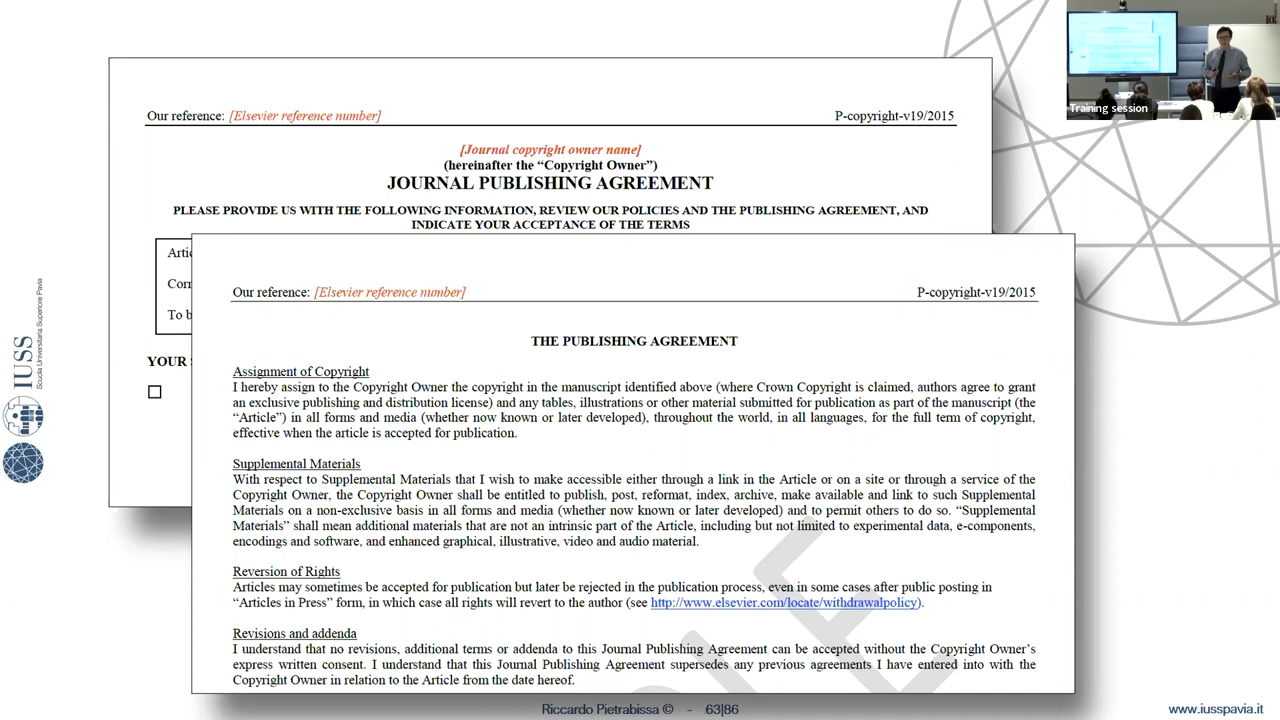 Our reference: [Elsevier reference number] P-copyright-v19/2015
[Journal copyright owner name]
(hereinafter the “Copyright Owner”)
JOURNAL PUBLISHING AGREEMENT
PLEASE PROVIDE US WITH THE FOLLOWING INFORMATION, REVIEW OUR POLICIES AND THE PUBLISHING AGREEMENT, AND
INDICATE YOUR ACCEPTANCE OF THE TERMS
To b
YOUR
Our reference: [Elsevier reference number] P-copyright-v19/2015
THE PUBLISHING AGREEMENT
Assignment of Copyright
I hereby assign to the Copyright Owner the copyright in the manuscript identified above (where Crown Copyright is claimed, authors agree to grant
an exclusive publishing and distribution license) and any tables, illustrations or other material submitted for publication as part of the manuscript (the
“Article”) in all forms and media (whether now known or later developed), throughout the world, in all languages, for the full term of copyright,
effective when the article is accepted for publication.
Supplemental Materials
With respect to Supplemental Materials that I wish to make accessible either through a link in the Article or on a site or through a service of the
Copyright Owner, the Copyright Owner shall be entitled to publish, post, reformat, index, archive, make available and link to such Supplemental
Materials on a non-exclusive basis in all forms and media (whether now known or later developed) and to permit others to do so. “Supplemental
Materials” shall mean additional materials that are not an intrinsic part of the Article, including but not limited to experimental data, e-components,
encodings and software, and enhanced graphical, illustrative, video and audio material.
Reversion of Rights
Articles may sometimes be accepted for publication but later be rejected in the publication process, even in some cases after public posting in
“Articles in Press” form, in which case all rights will revert to the author (see http://www.elsevier.com/locate/withdrawalpolicy).
Revisions and addenda
I understand that no revisions, additional terms or addenda to this Journal Publishing Agreement can be accepted without the Copyright Owner’s
express written consent. I understand that this Journal Publishing Agreement supersedes any previous agreements I have entered into with the
Copyright Owner in relation to the Article from the date hereof.
Training session
IUSS
Scuola Universitaria Superiore Pavia
Riccardo Pietrabissa © - 63|86
www.iusspavia.it